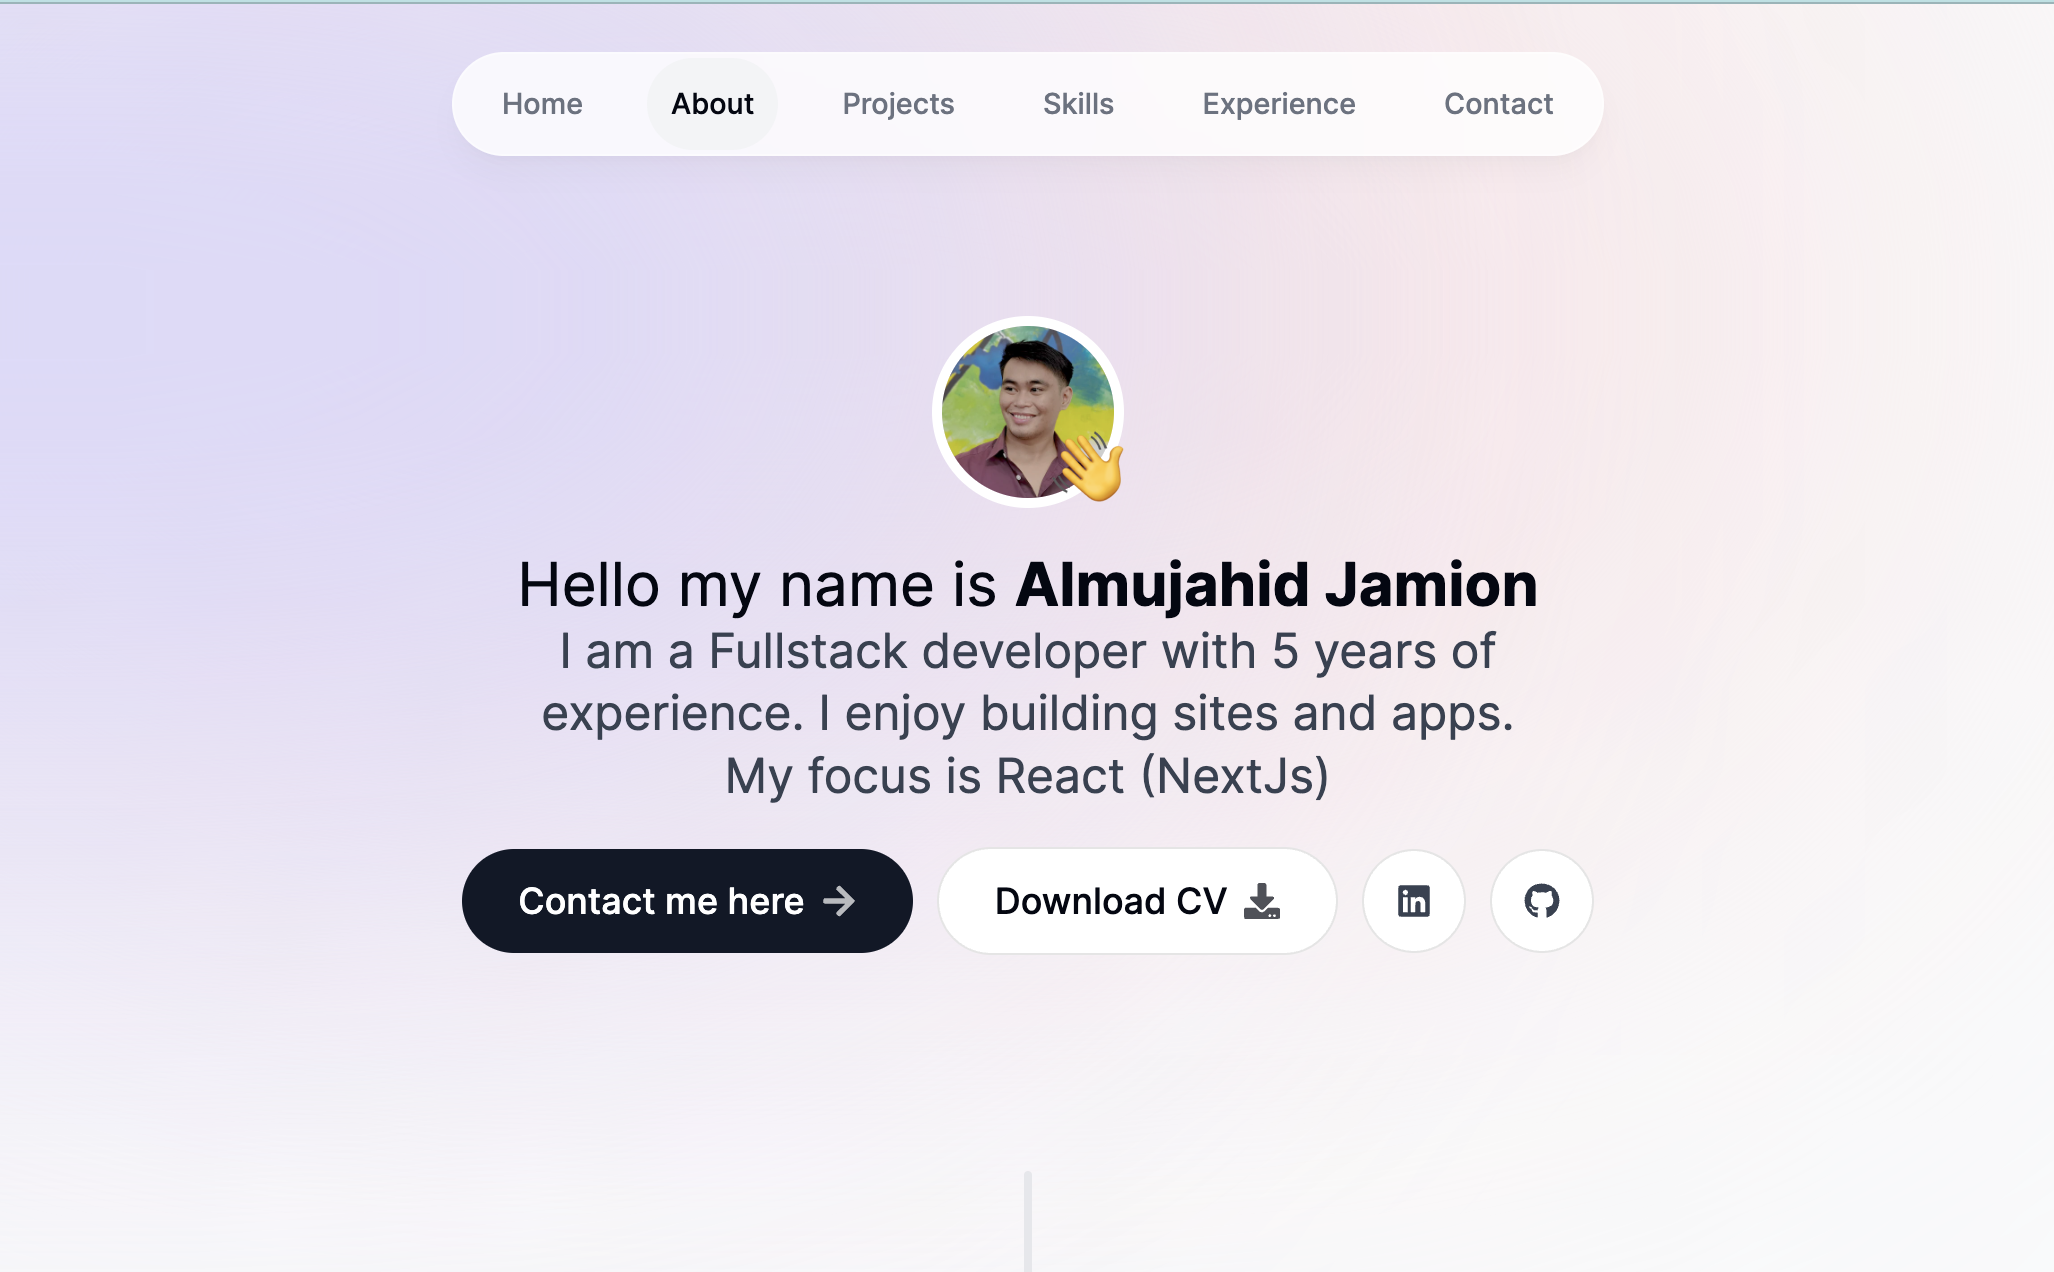 Home About Projects Skills Experience Contact
Hello my name is Almujahid Jamion
I am a Fullstack developer with 5 years of
experience. I enjoy building sites and apps.
My focus is React (NextJs)
Contact me here Download CV in